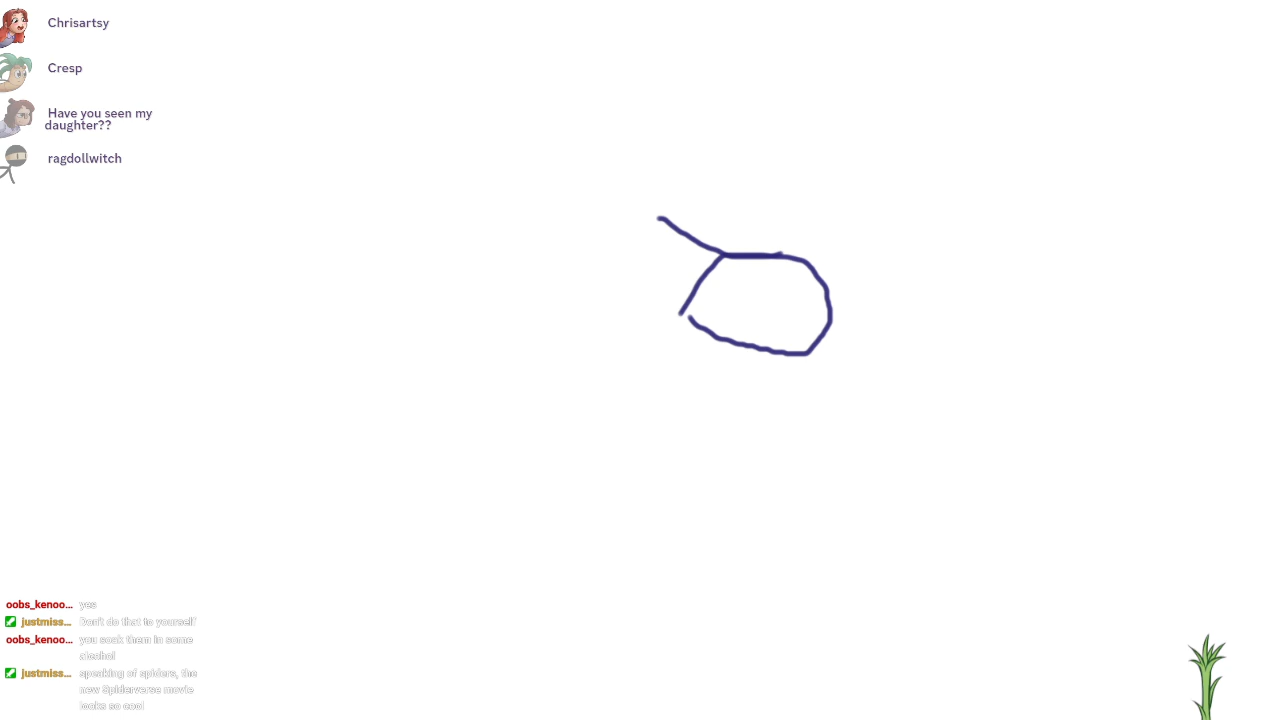 Chrisartsy
Cresp
Have you seen my
daughter??
ragdollwitch
oobs_kenoo... yes
justmiss... Don't do that to yourself
oobs_kenoo... you soak them in some
alcohol
justmiss... speaking of spiders, the
new Spiderverse movie
looks so cool